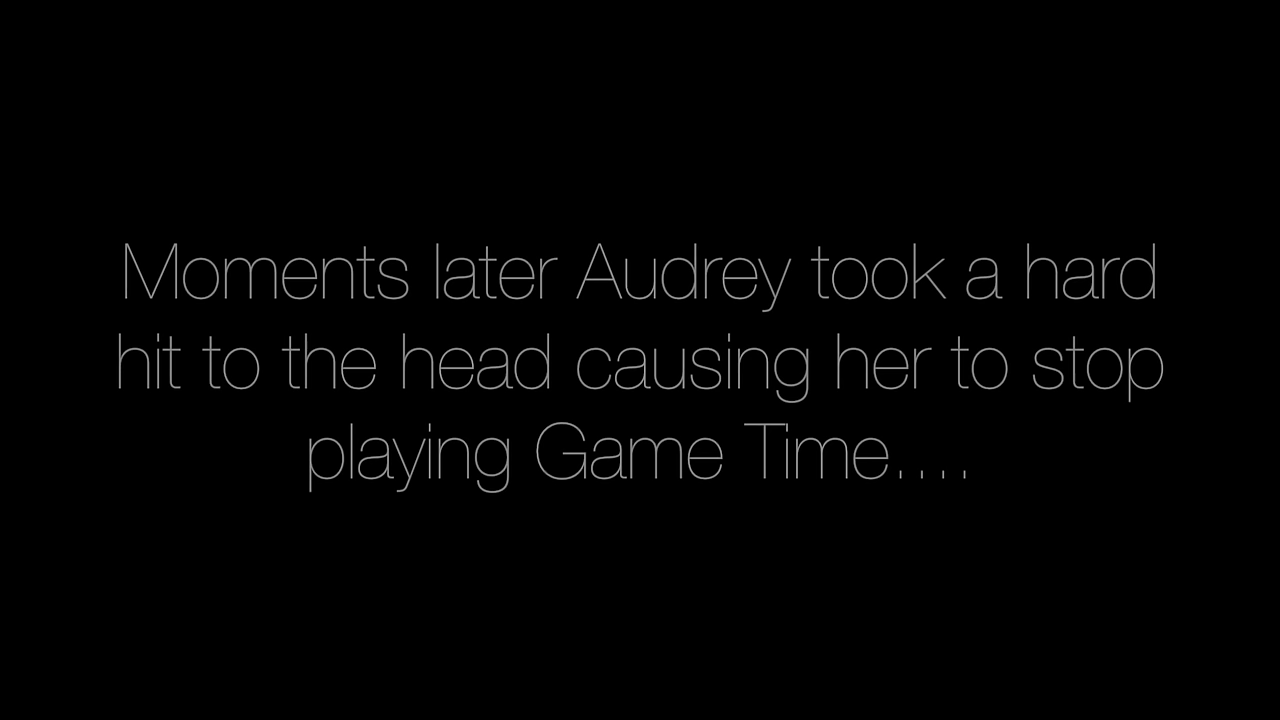 Moments later Audrey took a hard
hit to the head causing her to stop
playing Game Time....